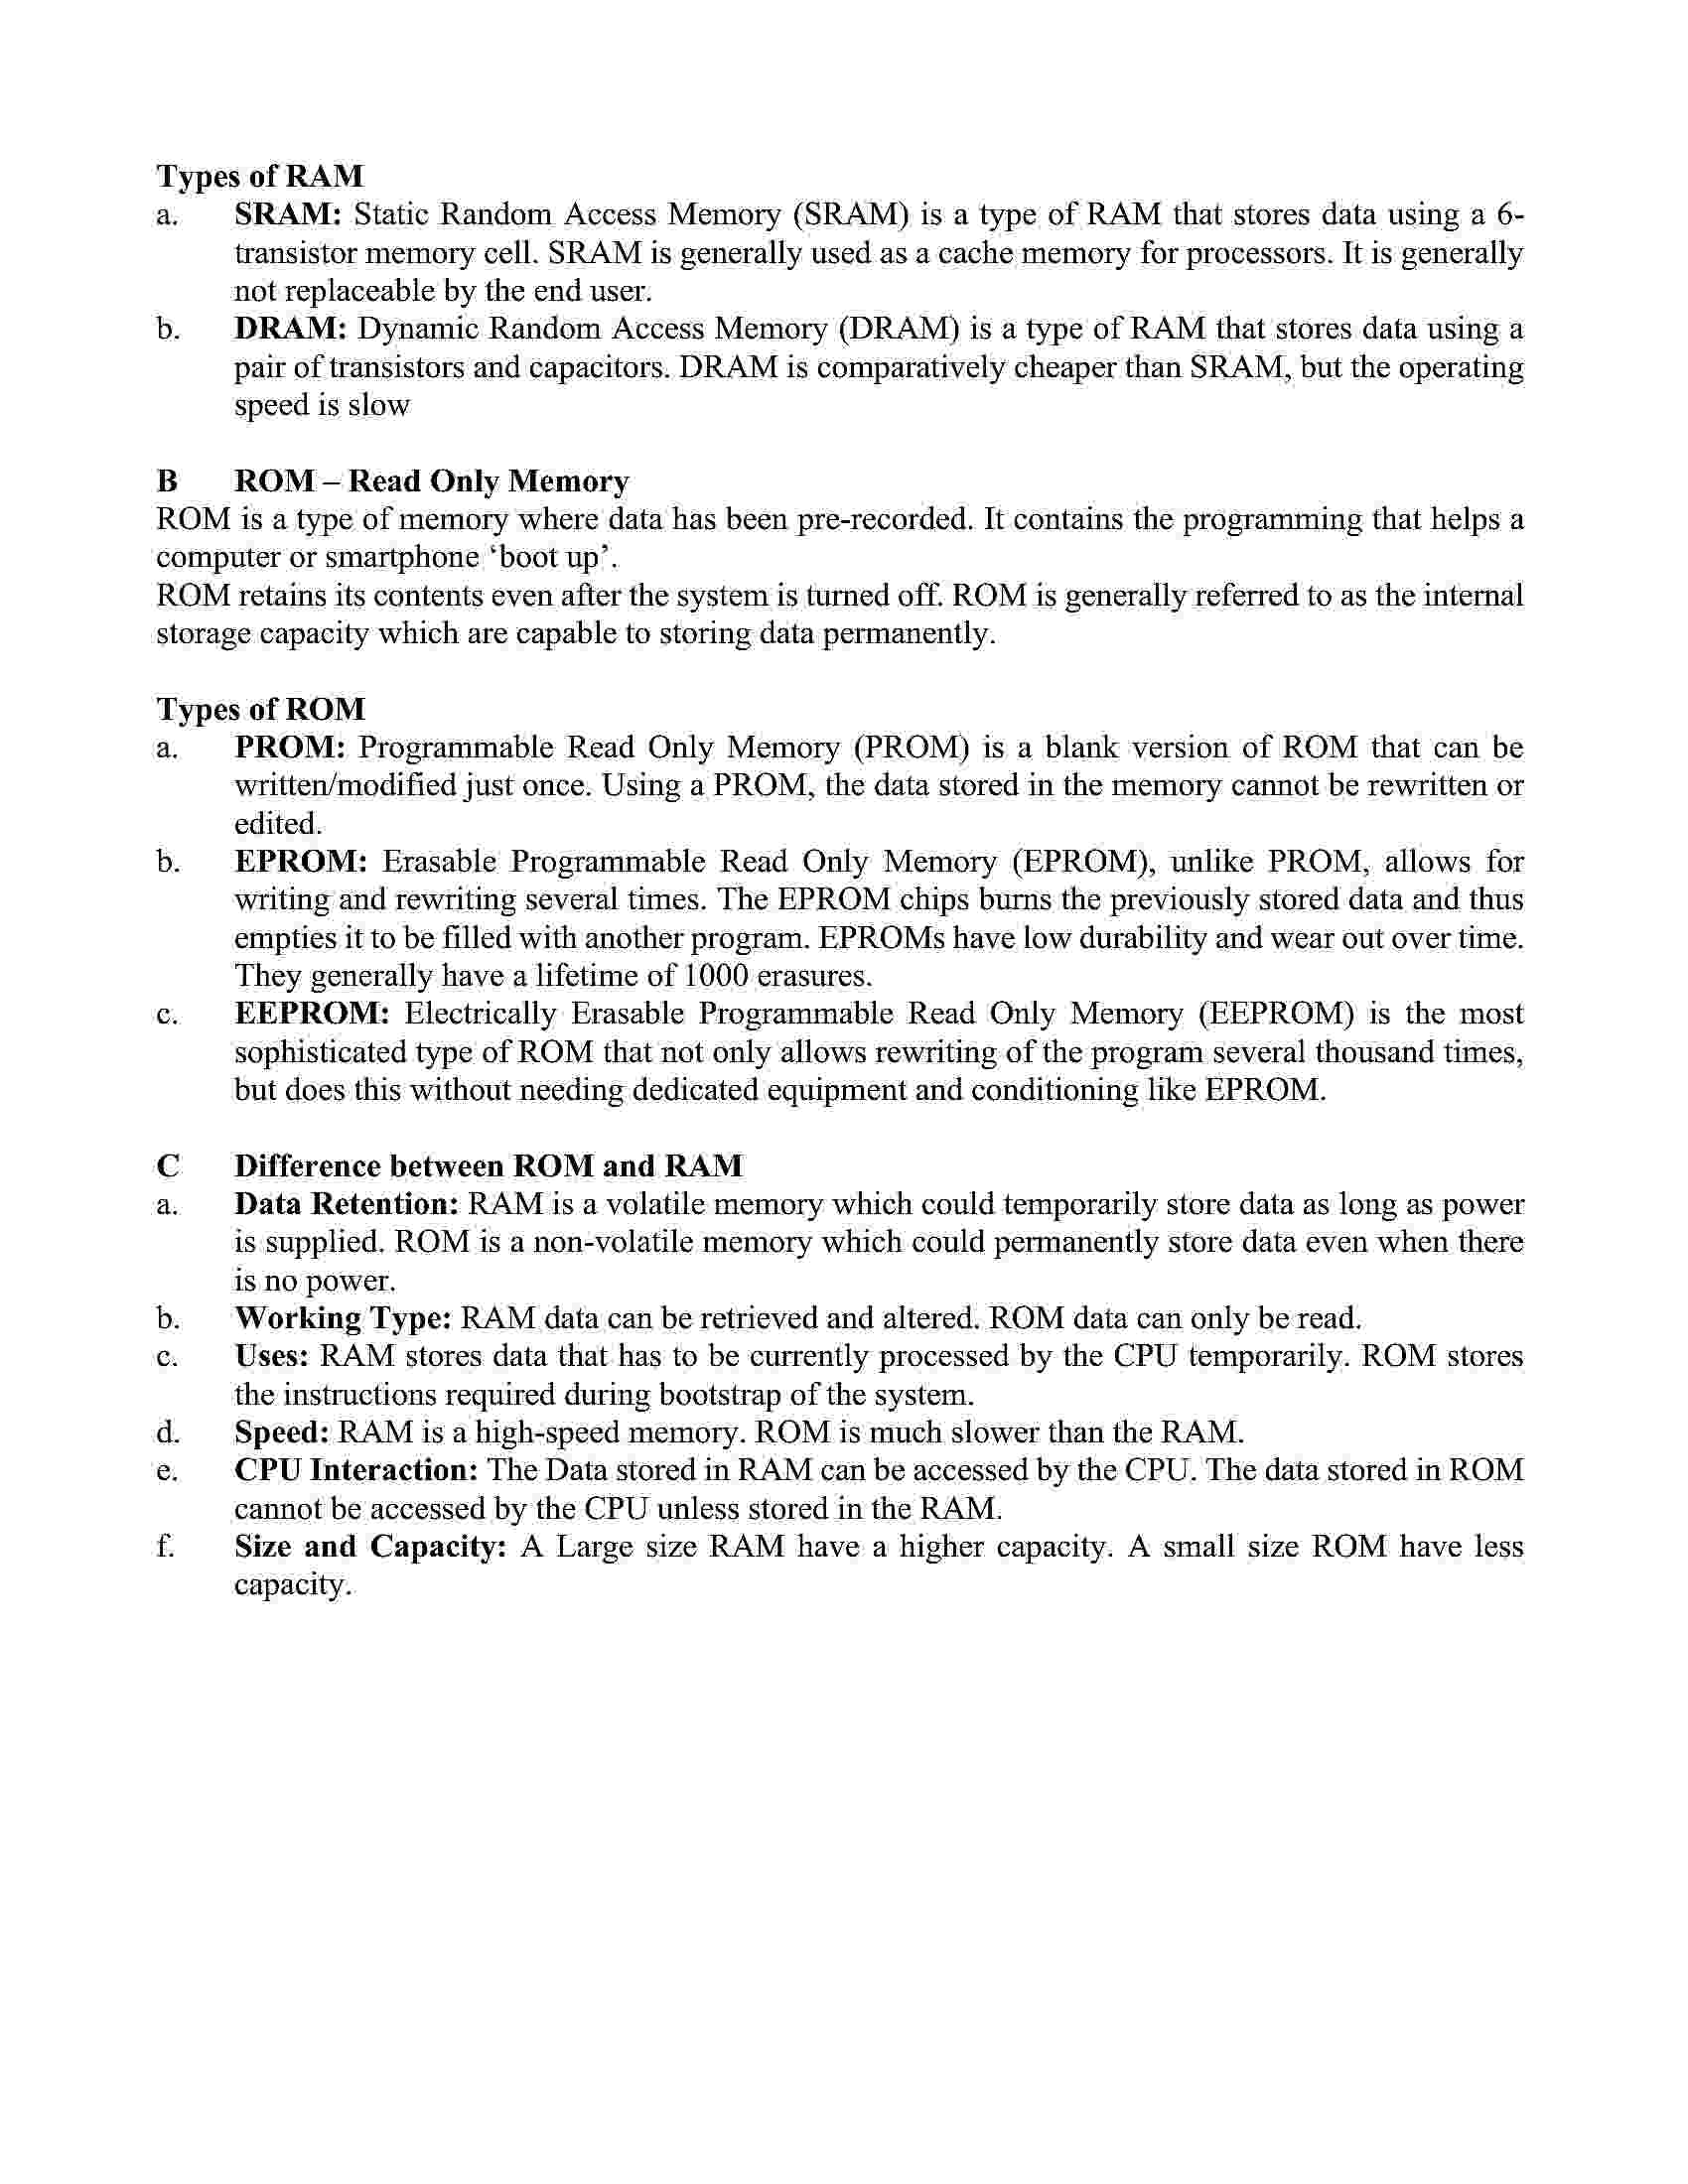 Types of RAM
a. SRAM: Static Random Access Memory (SRAM) is a type of RAM that stores data using a 6-
transistor memory cell. SRAM is generally used as a cache memory for processors. It is generally
not replaceable by the end user.
b. DRAM: Dynamic Random Access Memory (DRAM) is a type of RAM that stores data using a
pair of transistors and capacitors. DRAM is comparatively cheaper than SRAM, but the operating
speed is slow
B ROM – Read Only Memory
ROM is a type of memory where data has been pre-recorded. It contains the programming that helps a
computer or smartphone ‘boot up’.
ROM retains its contents even after the system is turned off. ROM is generally referred to as the internal
storage capacity which are capable to storing data permanently.
Types of ROM
a. PROM: Programmable Read Only Memory (PROM) is a blank version of ROM that can be
written/modified just once. Using a PROM, the data stored in the memory cannot be rewritten or
edited.
b. EPROM: Erasable Programmable Read Only Memory (EPROM), unlike PROM, allows for
writing and rewriting several times. The EPROM chips burns the previously stored data and thus
empties it to be filled with another program. EPROMs have low durability and wear out over time.
They generally have a lifetime of 1000 erasures.
c. EEPROM: Electrically Erasable Programmable Read Only Memory (EEPROM) is the most
sophisticated type of ROM that not only allows rewriting of the program several thousand times,
but does this without needing dedicated equipment and conditioning like EPROM.
C Difference between ROM and RAM
a. Data Retention: RAM is a volatile memory which could temporarily store data as long as power
is supplied. ROM is a non-volatile memory which could permanently store data even when there
is no power.
b. Working Type: RAM data can be retrieved and altered. ROM data can only be read.
c. Uses: RAM stores data that has to be currently processed by the CPU temporarily. ROM stores
the instructions required during bootstrap of the system.
d. Speed: RAM is a high-speed memory. ROM is much slower than the RAM.
e. CPU Interaction: The Data stored in RAM can be accessed by the CPU. The data stored in ROM
cannot be accessed by the CPU unless stored in the RAM.
f. Size and Capacity: A Large size RAM have a higher capacity. A small size ROM have less
capacity.